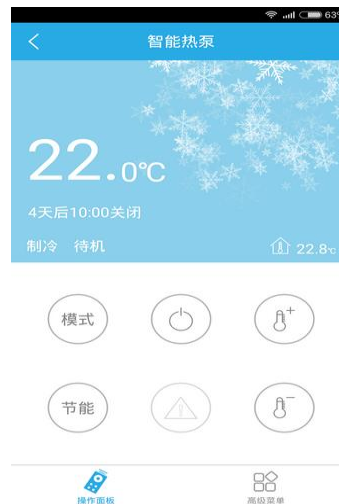 63%
智能热泵
22.0℃
4天后10:00关闭
制冷 待机
22.8℃
模式
节能
操作面板
高级菜单